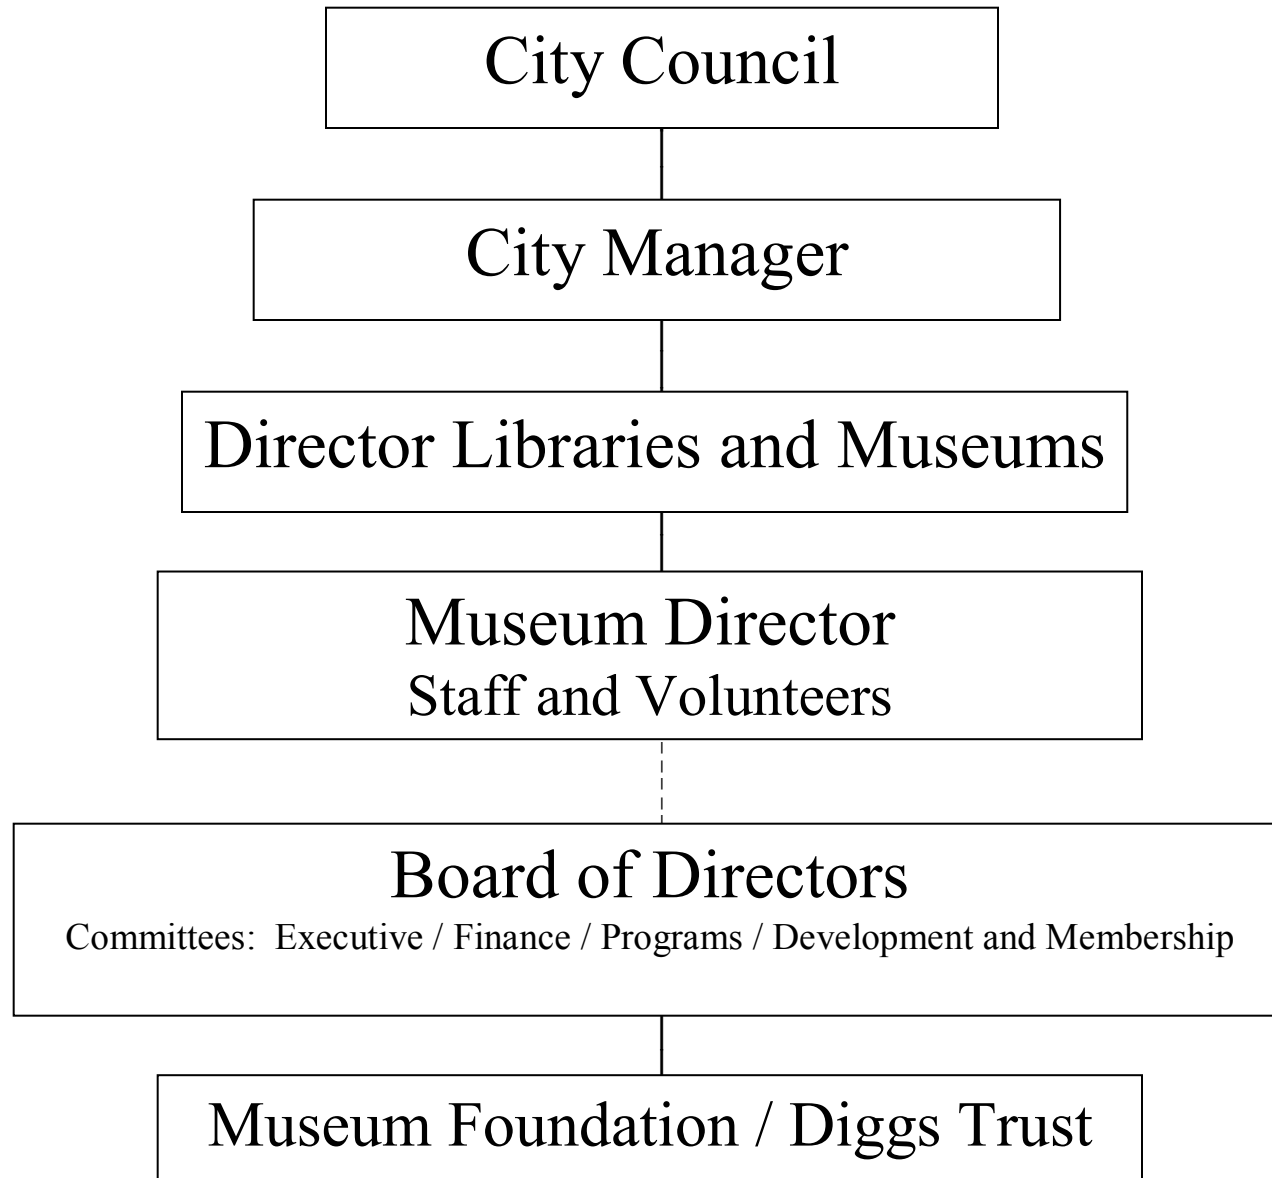 City Council
City Manager
Director Libraries and Museums
Museum Director
Staff and Volunteers
Board of Directors
Committees:  Executive / Finance / Programs / Development and Membership
Museum Foundation / Diggs Trust